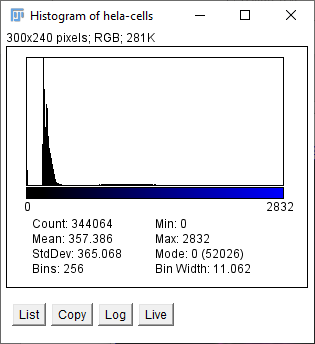 Histogram of hela-cells
300x240 pixels; RGB; 281K
0 2832
Count: 344064 Min: 0
Mean: 357.386 Max: 2832
StdDev: 365.068 Mode: 0 (52026)
Bins: 256 Bin Width: 11.062
List Copy Log Live